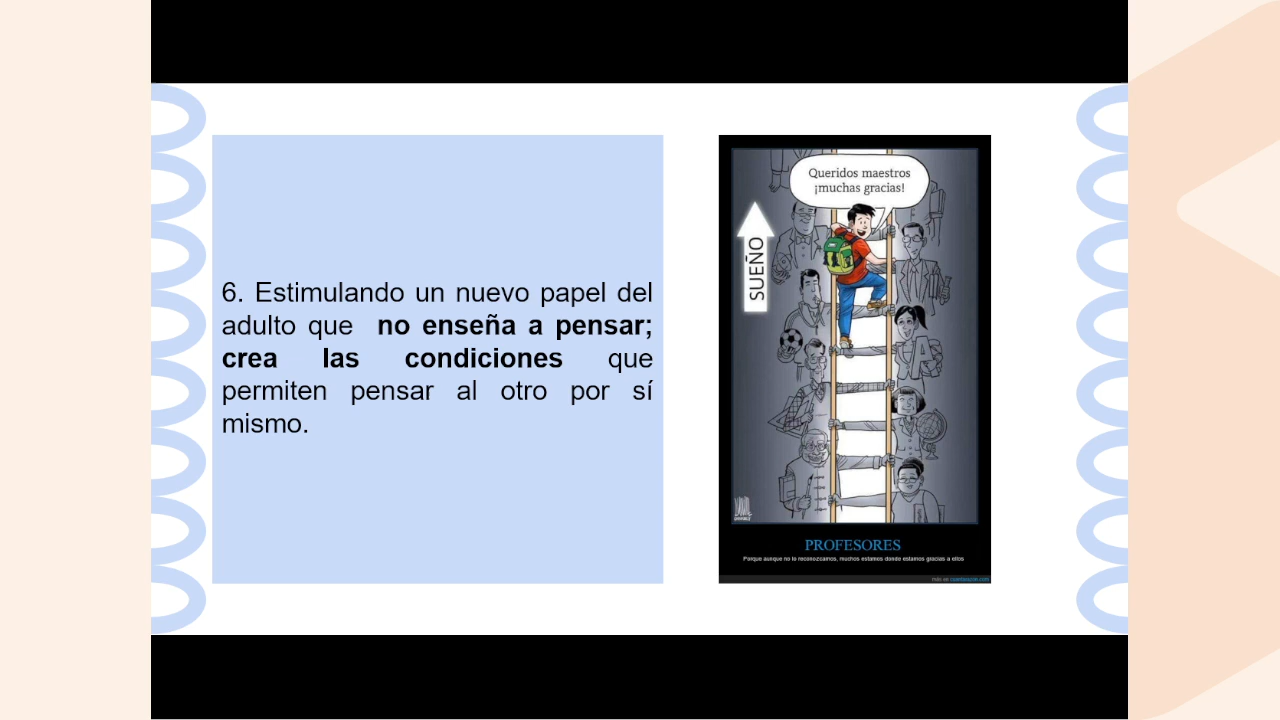 6. Estimulando un nuevo papel del
adulto que no enseña a pensar;
crea las condiciones que
permiten pensar al otro por sí
mismo.
Queridos maestros
¡muchas gracias!
SUEÑO
A
PROFESORES
Porque aunque no lo reconozcamos, muchos estamos donde estamos gracias a ellos
más en